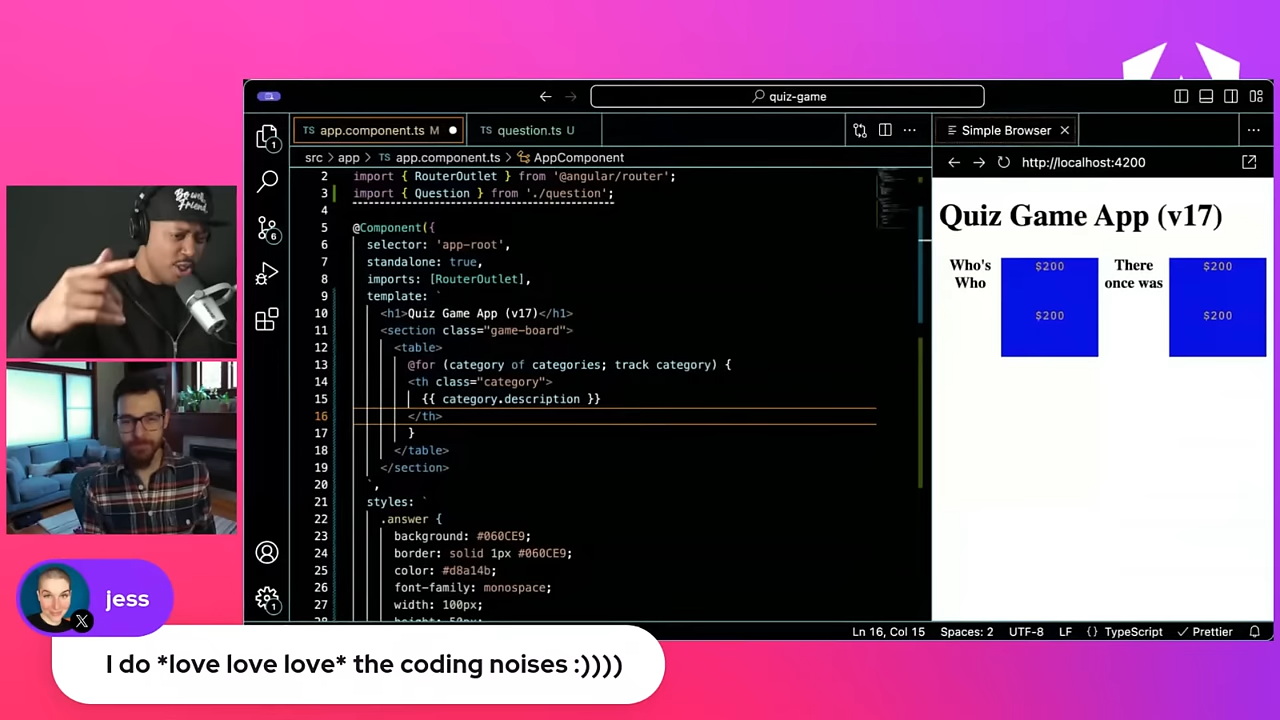 quiz-game
TS app.component.ts M
TS question.ts U
Simple Browser
src > app > TS app.component.ts > AppComponent
http://localhost:4200
2 import { RouterOutlet } from '@angular/router';
3 import { Question } from './question';
4
5 @Component({
6 selector: 'app-root',
7 standalone: true,
8 imports: [RouterOutlet],
9 template: `
10 <h1>Quiz Game App (v17)</h1>
11 <section class="game-board">
12 <table>
13 @for (category of categories; track category) {
14 <th class="category">
15 {{ category.description }}
16 </th>
17 }
18 </table>
19 </section>
20 `,
21 styles: `
22 .answer {
23 background: #060CE9;
24 border: solid 1px #060CE9;
25 color: #d8a14b;
26 font-family: monospace;
27 width: 100px;
1
6
1
Quiz Game App (v17)
Who's
Who
$200
$200
There
once was
$200
$200
Ln 16, Col 15 Spaces: 2 UTF-8 LF {} TypeScript Prettier
jess
I do *love love love* the coding noises :))))